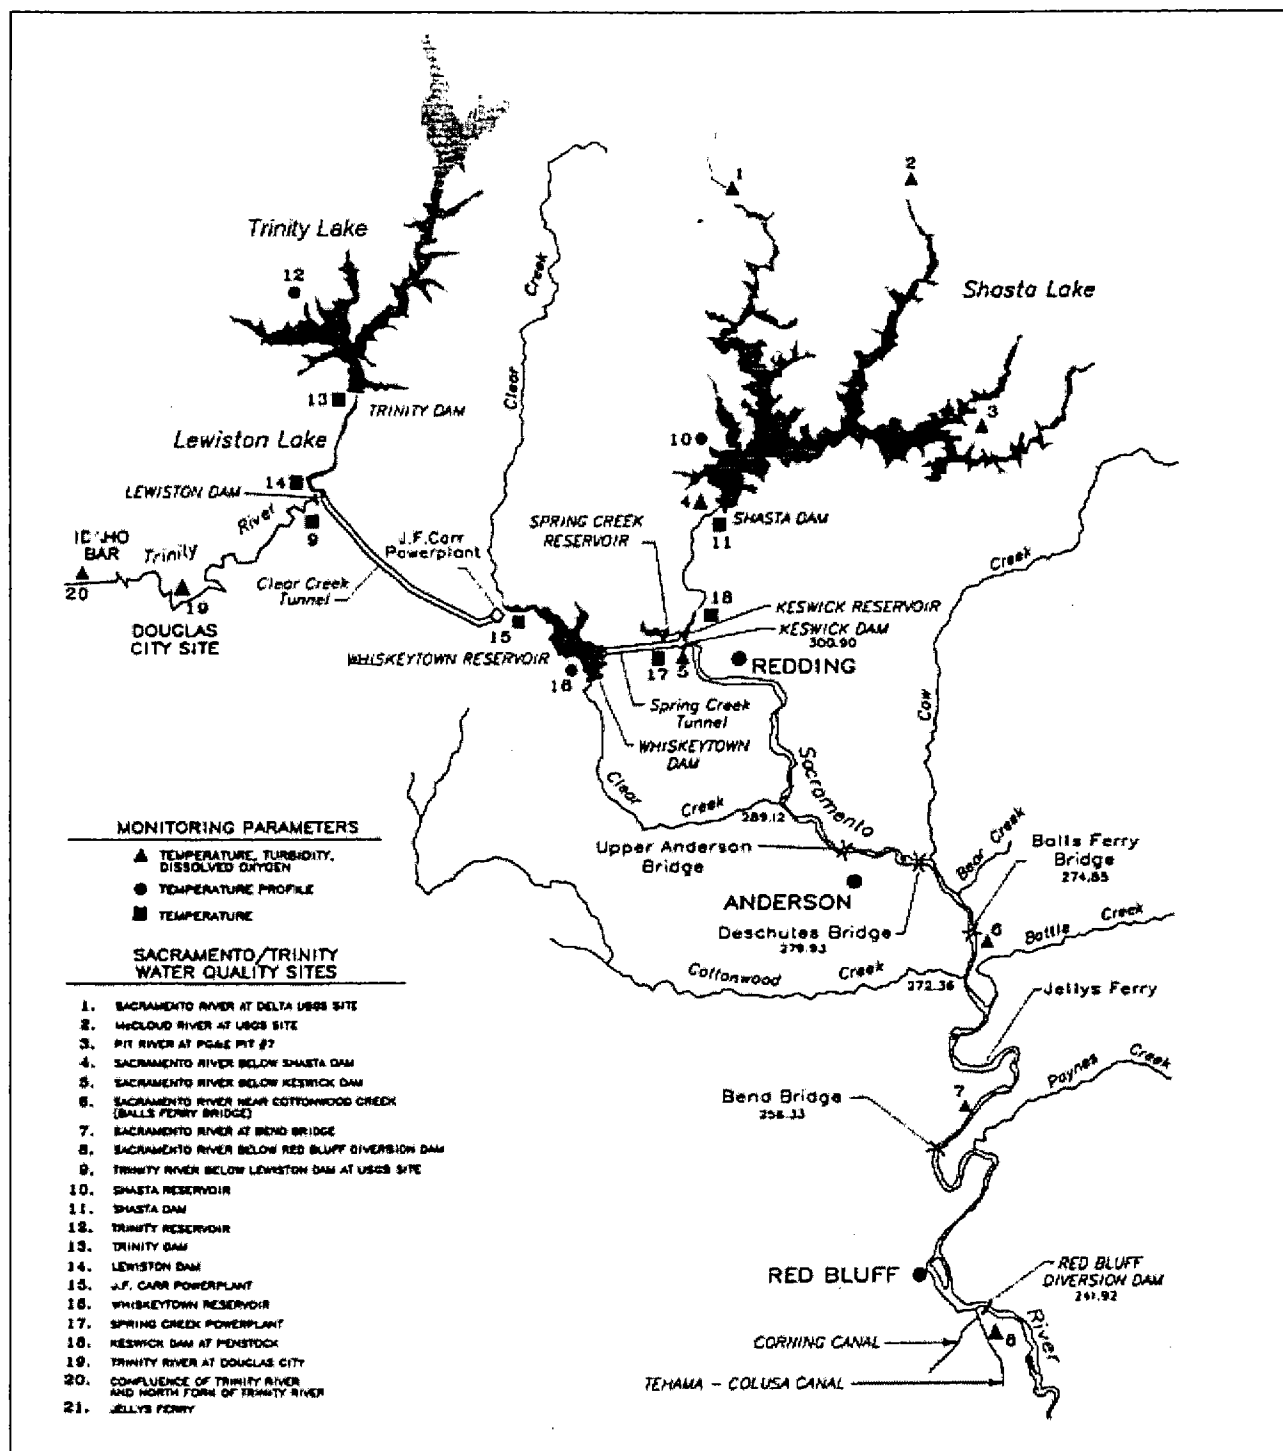 1
2
Trinity Lake
12
Creek
Shasta Lake
Clear
3
13
TRINITY DAM
10
Lewiston Lake
14
4
LEWISTON DAM
SPRING CREEK
RESERVOIR
SHASTA DAM
11
River
9
J.F.Carr
Powerplant
IDAHO
BAR
Trinity
Creek
20
19
Clear Creek
Tunnel
18
KESWICK RESERVOIR
15
KESWICK DAM
300.90
DOUGLAS
CITY SITE
WHISKEYTOWN RESERVOIR
16
17
5
REDDING
Spring Creek
Tunnel
Cow
WHISKEYTOWN
DAM
Sacramento
Clear
Creek
289.12
MONITORING PARAMETERS
TEMPERATURE, TURBIDITY,
DISSOLVED OXYGEN
TEMPERATURE PROFILE
TEMPERATURE
Upper Anderson
Bridge
Bear Creek
Balls Ferry
Bridge
274.85
ANDERSON
Deschutes Bridge
279.93
6
Battle
Creek
Cottonwood
Creek
272.36
Jellys Ferry
Paynes
Creek
Bend Bridge
258.33
7
SACRAMENTO/TRINITY
WATER QUALITY SITES
1. SACRAMENTO RIVER AT DELTA USGS SITE
2. McCLOUD RIVER AT USGS SITE
3. PIT RIVER AT PG&E PIT #7
4. SACRAMENTO RIVER BELOW SHASTA DAM
5. SACRAMENTO RIVER BELOW KESWICK DAM
6. SACRAMENTO RIVER NEAR COTTONWOOD CREEK
(BALLS FERRY BRIDGE)
7. SACRAMENTO RIVER AT BEND BRIDGE
8. SACRAMENTO RIVER BELOW RED BLUFF DIVERSION DAM
9. TRINITY RIVER BELOW LEWISTON DAM AT USGS SITE
10. SHASTA RESERVOIR
11. SHASTA DAM
12. TRINITY RESERVOIR
13. TRINITY DAM
14. LEWISTON DAM
15. J.F. CARR POWERPLANT
16. WHISKEYTOWN RESERVOIR
17. SPRING CREEK POWERPLANT
18. KESWICK DAM AT PENSTOCK
19. TRINITY RIVER AT DOUGLAS CITY
20. CONFLUENCE OF TRINITY RIVER
AND NORTH FORK OF TRINITY RIVER
21. JELLYS FERRY
RED BLUFF
RED BLUFF
DIVERSION DAM
241.92
CORNING CANAL
8
River
TEHAMA - COLUSA CANAL